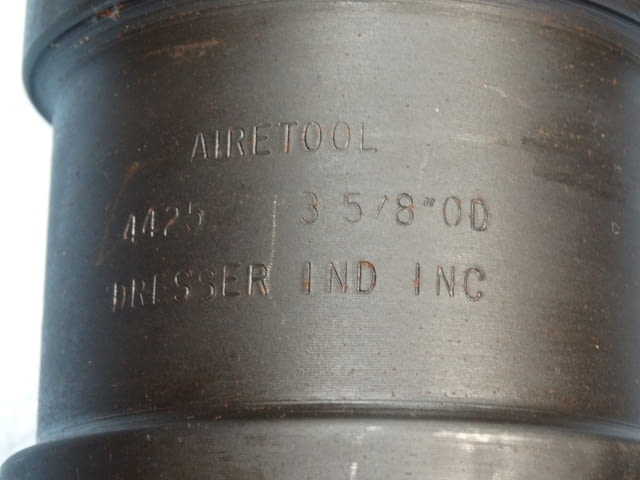 AIRETOOL
4425 3 5/8"OD
DRESSER IND INC